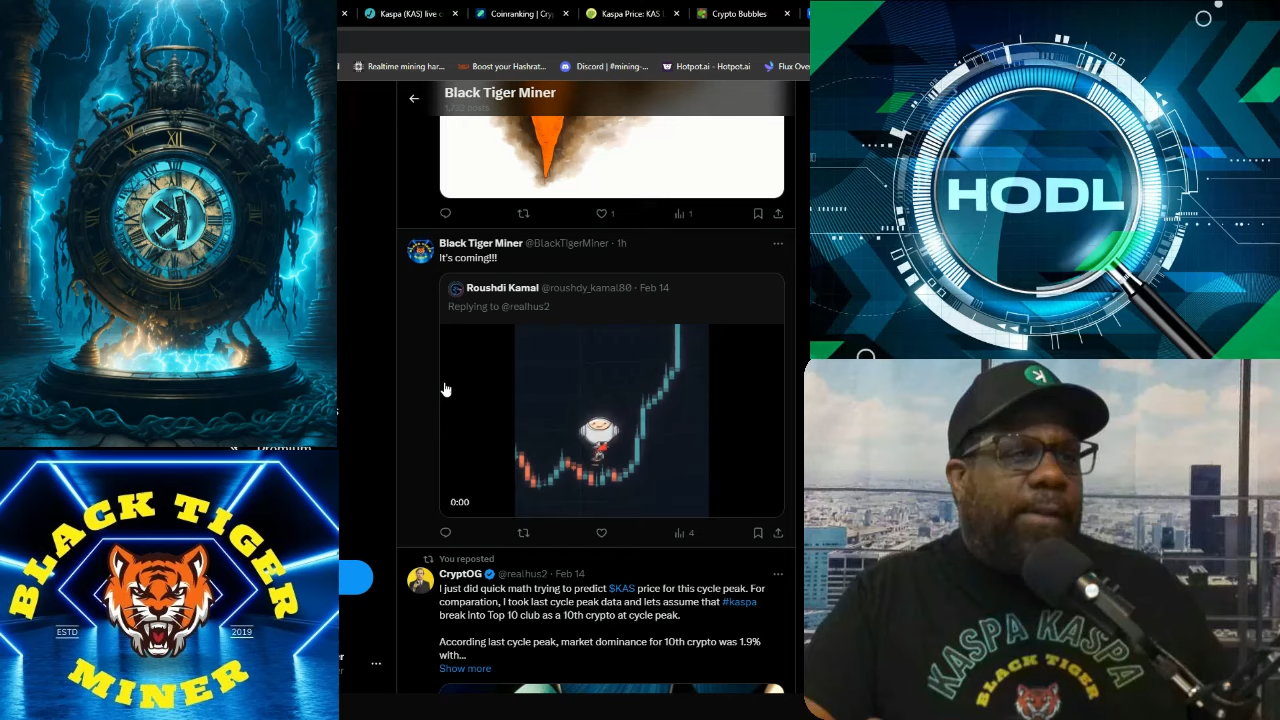 Kaspa (KAS) live c
Coinranking | Cry
Kaspa Price: KAS
Crypto Bubbles
Realtime mining har...
Boost your Hashrat...
Discord | #mining-...
Hotpot.ai - Hotpot.ai
Flux Ove
Black Tiger Miner
1,792 posts
1
1
Black Tiger Miner @BlackTIgerMIner · 1h
It's coming!!!
Roushdi Kamal @roushdy_kamal80 · Feb 14
Replying to @realhus2
0:00
4
You reposted
CryptOG @realhus2 · Feb 14
I just did quick math trying to predict $KAS price for this cycle peak. For
comparation, I took last cycle peak data and lets assume that #kaspa
break into Top 10 club as a 10th crypto at cycle peak.
According last cycle peak, market dominance for 10th crypto was 1.9%
with...
Show more
XII
HODL
BLACK TIGER
ESTD
2019
MINER
KASPA KASPA
BLACK TIGER